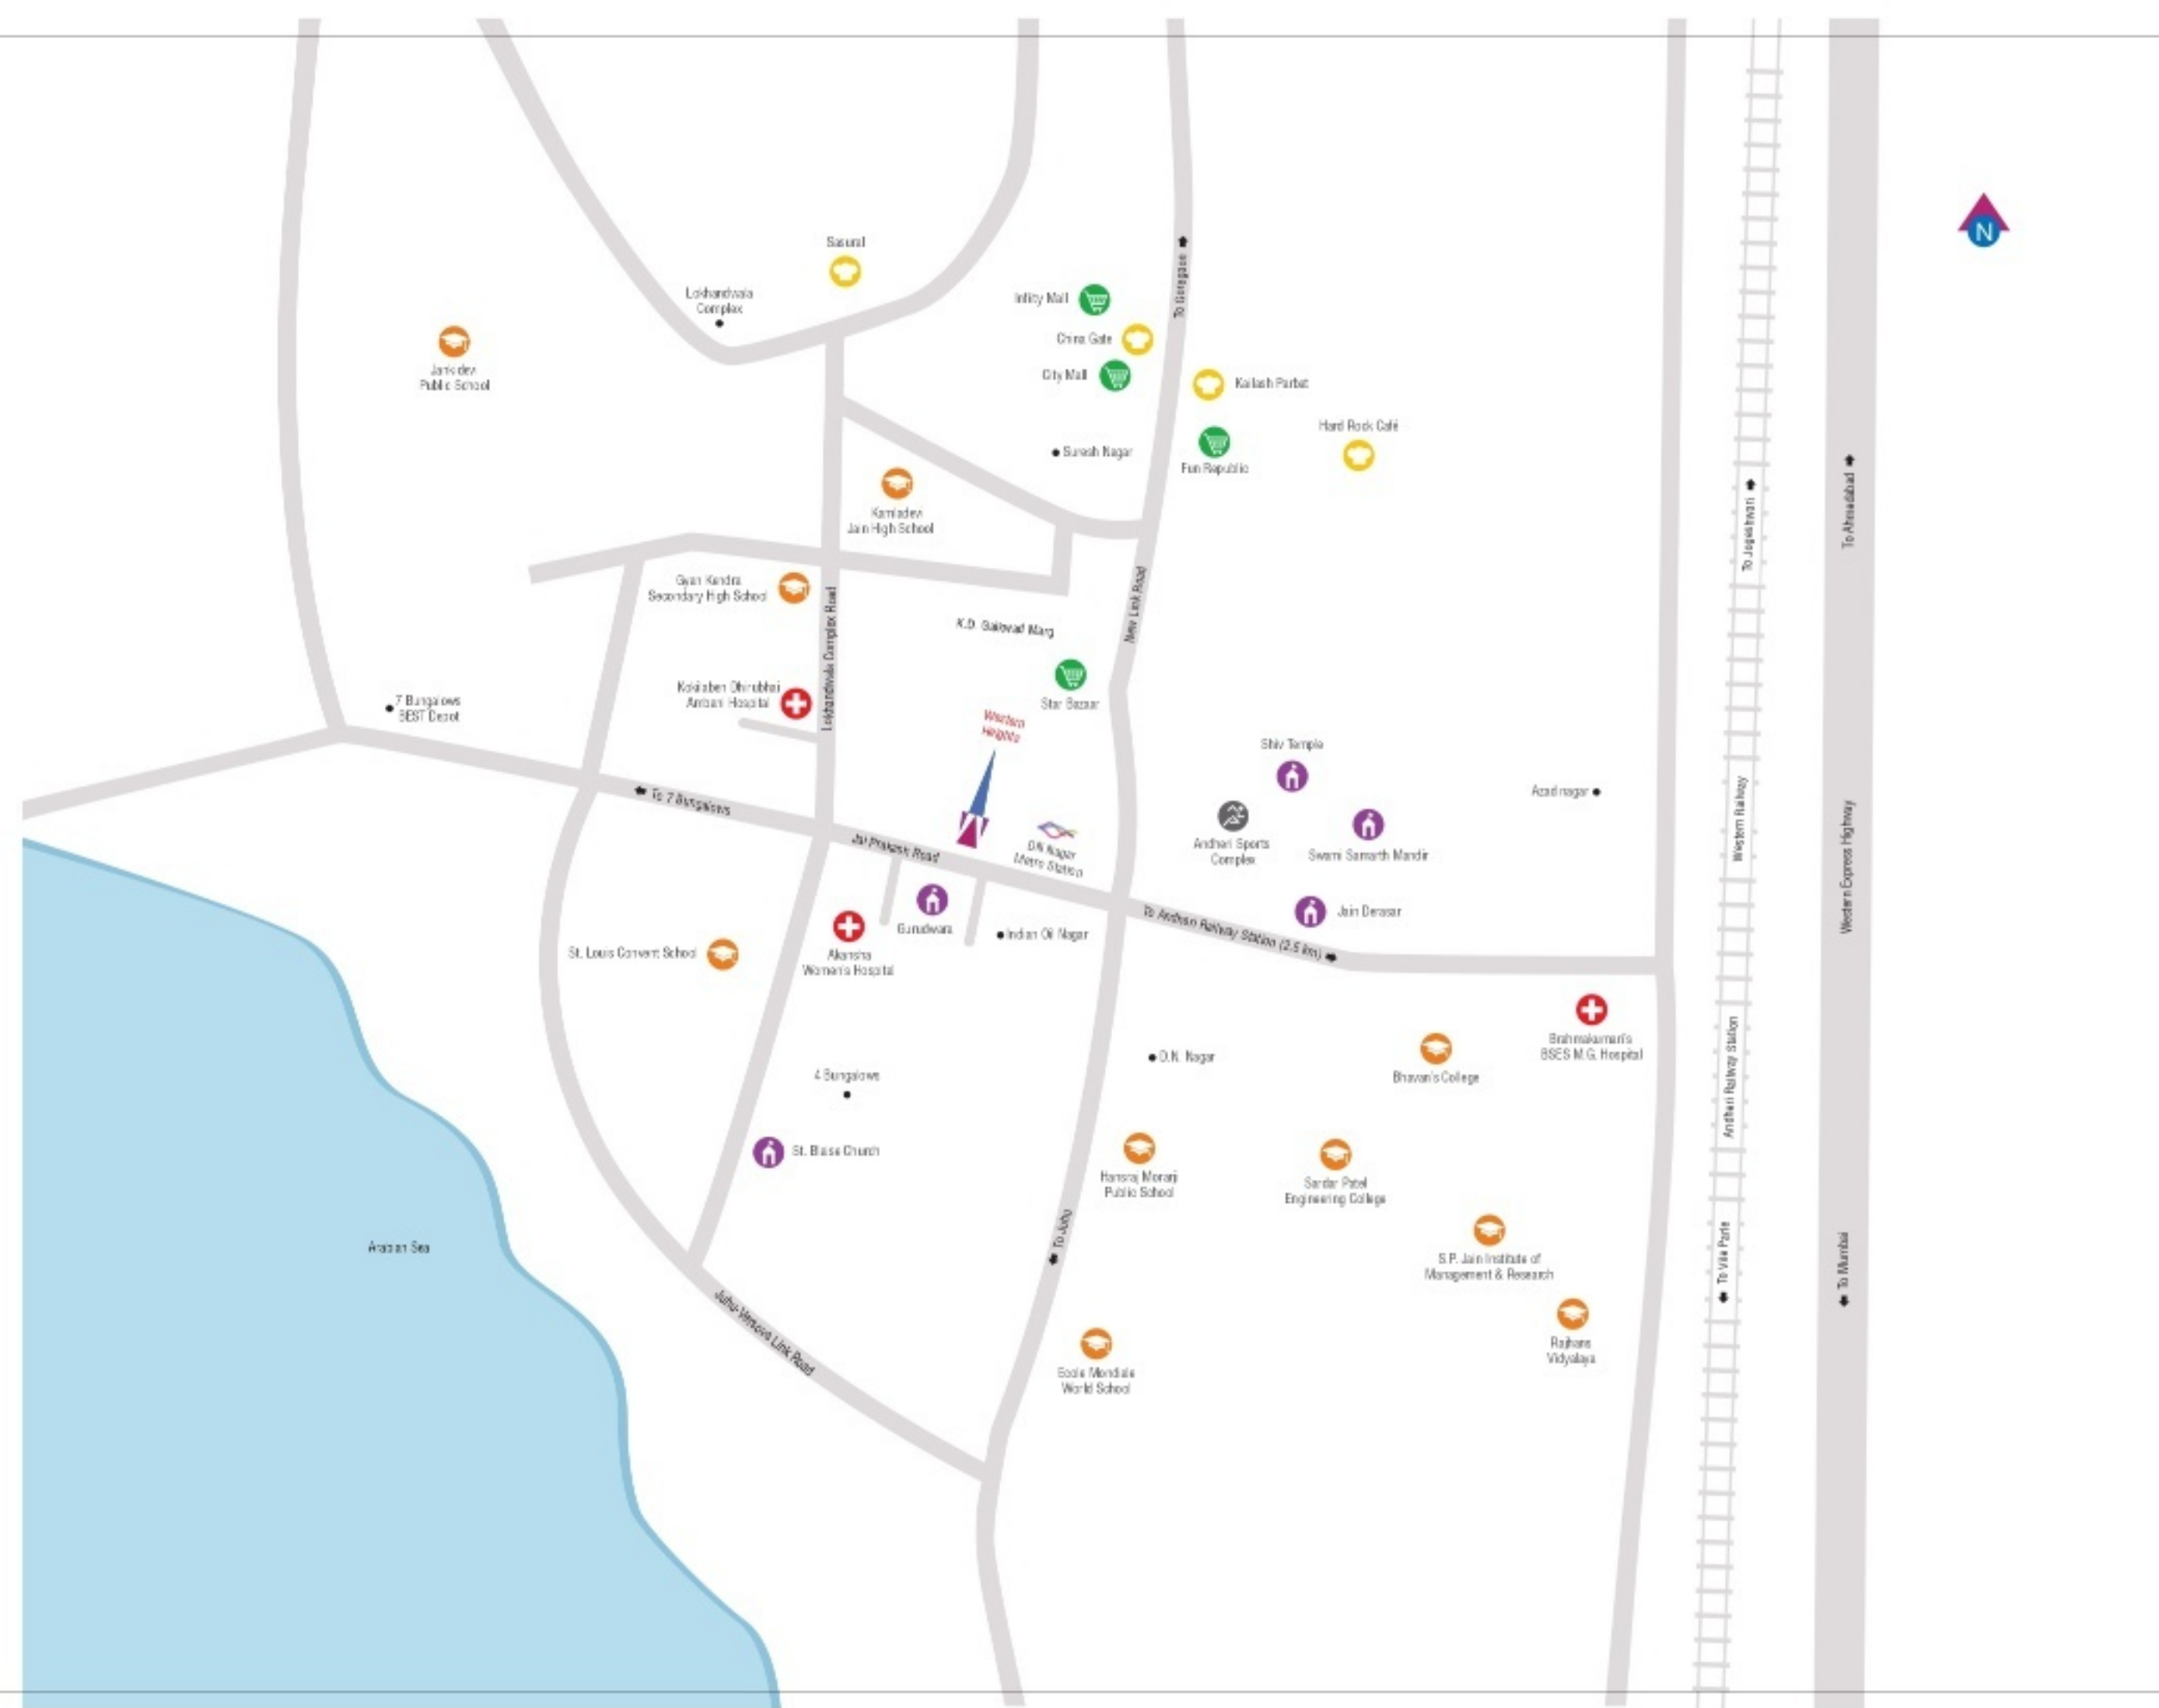 Sasural
Lokhandwala
Complex
Infiity Mall
China Gate
City Mall
To Goregaon
N
Jankidevi
Public School
Kailash Parbat
Hard Rock Café
Suresh Nagar
Fun Republic
Kamladevi
Jain High School
To Jogeshwari
To Ahmadabad
Gyan Kendra
Secondary High School
Lokhandwala Complex Road
K.D. Gaikwad Marg
New Link Road
Kokilaben Dhirubhai
Ambani Hospital
Star Bazaar
7 Bungalows
BEST Depot
Western
Heights
Shiv Temple
To 7 Bungalows
Azad nagar
Western Railway
Western Express Highway
Jai Prakash Road
DN Nagar
Metro Station
Andheri Sports
Complex
Swami Samarth Mandir
Jain Derasar
To Andheri Railway Station (2.5 km)
Gurudwara
Indian Oil Nagar
St. Louis Convent School
Akansha
Women's Hospital
Brahmakumari's
BSES M.G. Hospital
D.N. Nagar
Bhavan's College
Andheri Railway Station
4 Bungalows
St. Blaise Church
Hansraj Morarji
Public School
Sardar Patel
Engineering College
To Juhu
S.P. Jain Institute of
Management & Research
To Vile Parle
To Mumbai
Arabian Sea
Juhu-Versova Link Road
Rajhans
Vidyalaya
Ecole Mondiale
World School